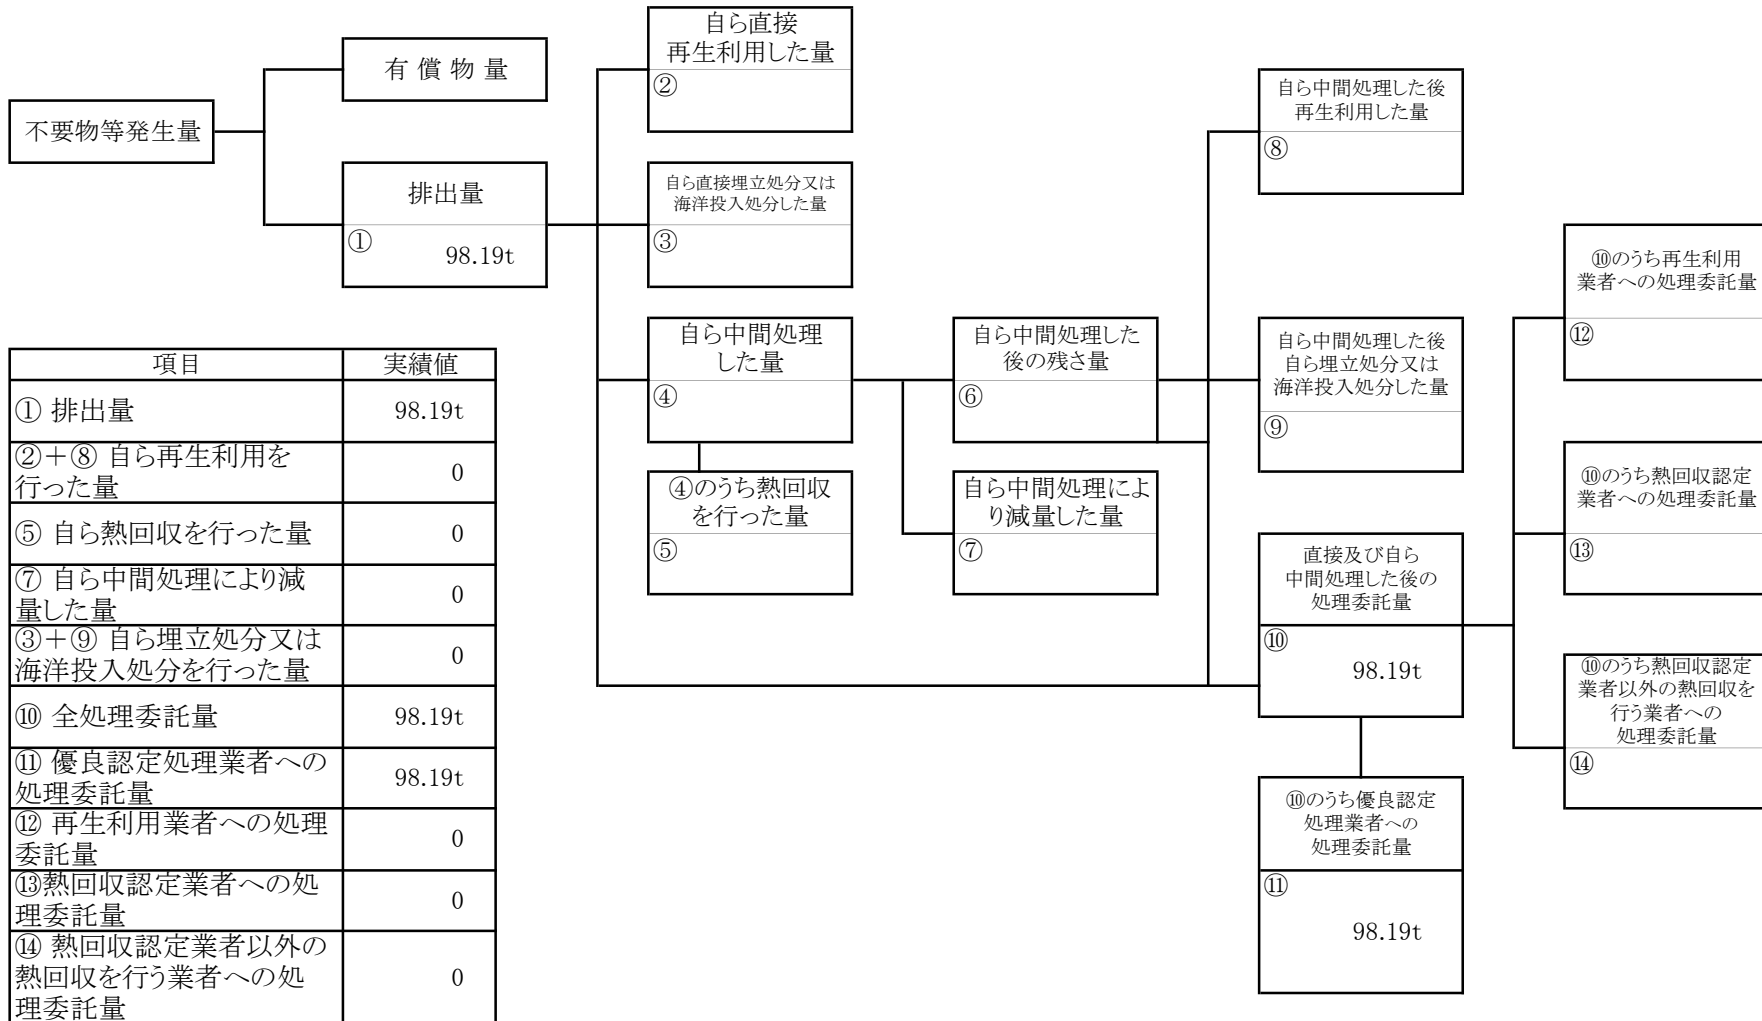 不要物等発生量
有 償 物 量
排出量
①
98.19t
自ら直接
再生利用した量
②
自ら直接埋立処分又は
海洋投入処分した量
③
自ら中間処理
した量
④
④のうち熱回収
を行った量
⑤
自ら中間処理した
後の残さ量
⑥
自ら中間処理によ
り減量した量
⑦
自ら中間処理した後
再生利用した量
⑧
自ら中間処理した後
自ら埋立処分又は
海洋投入処分した量
⑨
直接及び自ら
中間処理した後の
処理委託量
⑩
98.19t
⑩のうち優良認定
処理業者への
処理委託量
⑪
98.19t
⑩のうち再生利用
業者への処理委託量
⑫
⑩のうち熱回収認定
業者への処理委託量
⑬
⑩のうち熱回収認定
業者以外の熱回収を
行う業者への
処理委託量
⑭
項目 実績値
① 排出量 98.19t
②＋⑧ 自ら再生利用を
行った量 0
⑤ 自ら熱回収を行った量 0
⑦ 自ら中間処理により減
量した量 0
③＋⑨ 自ら埋立処分又は
海洋投入処分を行った量 0
⑩ 全処理委託量 98.19t
⑪ 優良認定処理業者への
処理委託量 98.19t
⑫ 再生利用業者への処理
委託量 0
⑬熱回収認定業者への処
理委託量 0
⑭ 熱回収認定業者以外の
熱回収を行う業者への処 0
理委託量